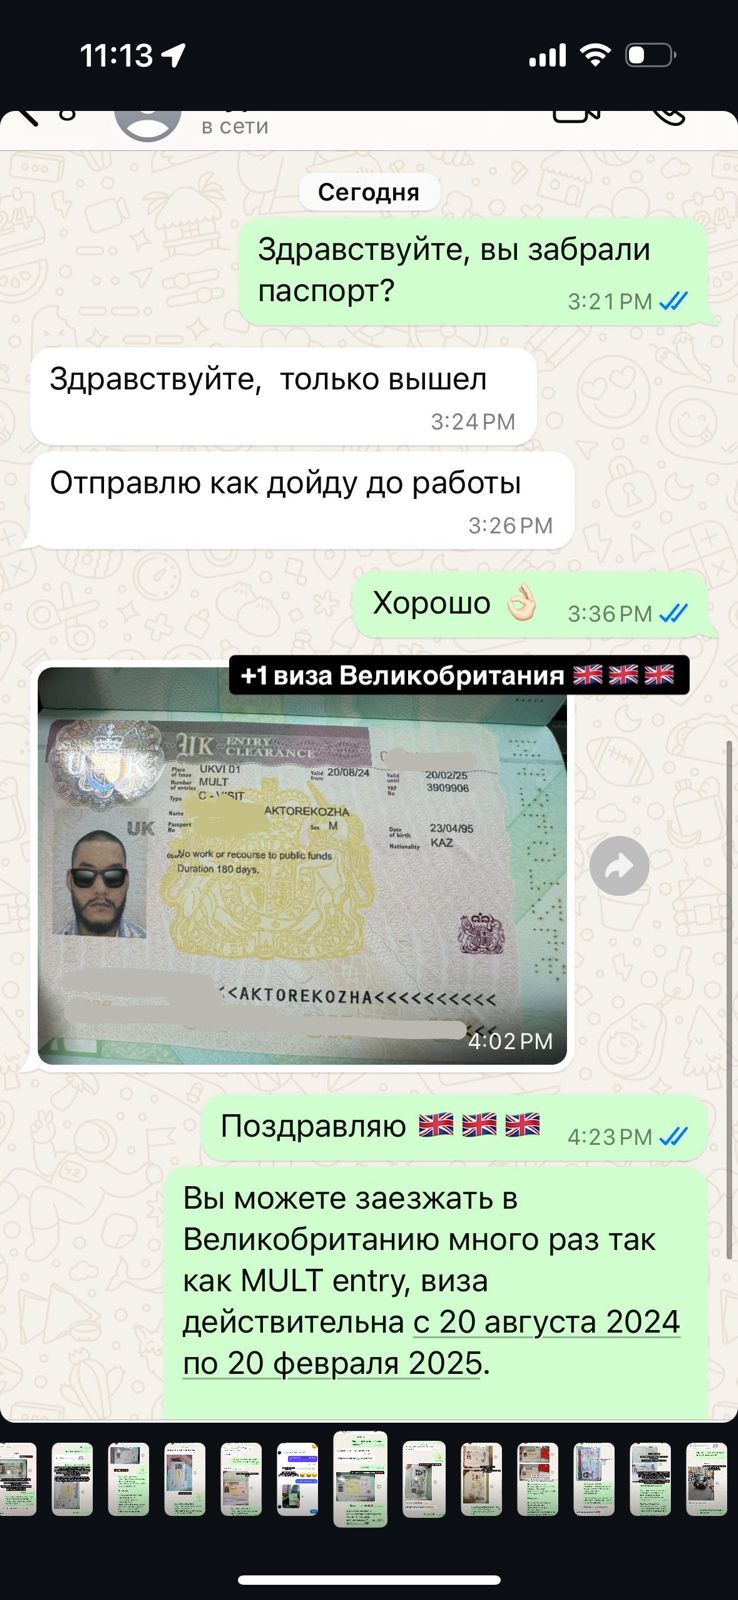 11:13
в сети
Сегодня
Здравствуйте, вы забрали
паспорт?
3:21 PM
Здравствуйте, только вышел
3:24 PM
Отправлю как дойду до работы
3:26 PM
Хорошо 👌🏻
3:36 PM
+1 виза Великобритания 🇬🇧 🇬🇧 🇬🇧
UK ENTRY
CLEARANCE
Place of Issue UKVI 01 Valid from 20/08/24 Valid until 20/02/25
Number of entries MULT VAF No 3909906
Type C - VISIT
Name AKTOREKOZHA
Passport No Sex M Date of birth 23/04/95
Nationality KAZ
UK
Obs. No work or recourse to public funds
Duration 180 days.
<<AKTOREKOZHA<<<<<<<<<<
<<
4:02 PM
Поздравляю 🇬🇧 🇬🇧 🇬🇧
4:23 PM
Вы можете заезжать в
Великобританию много раз так
как MULT entry, виза
действительна с 20 августа 2024
по 20 февраля 2025.